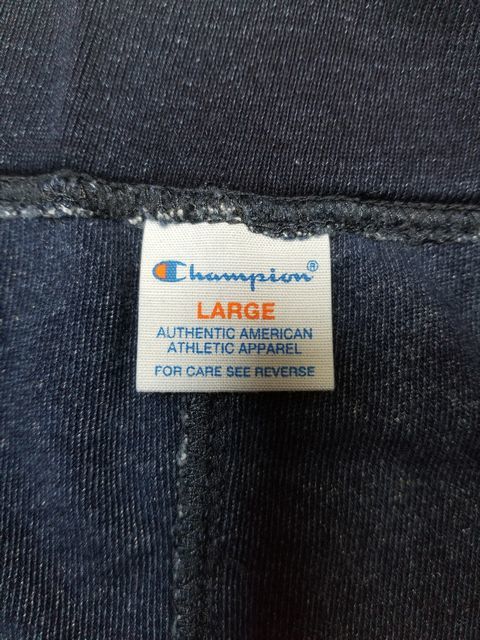 Champion®
LARGE
AUTHENTIC AMERICAN
ATHLETIC APPAREL
FOR CARE SEE REVERSE